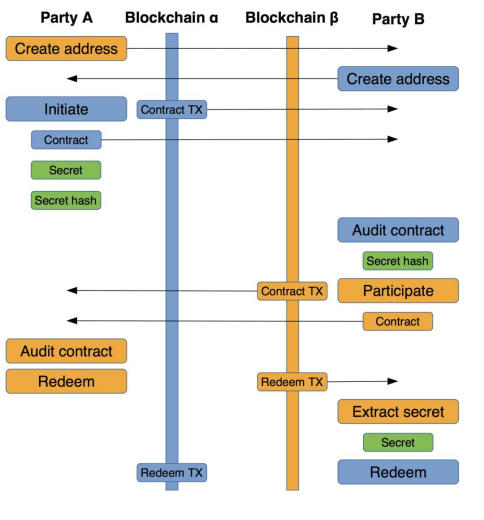 Party A Blockchain α Blockchain β Party B
Create address
Create address
Initiate Contract TX
Contract
Secret
Secret hash
Audit contract
Secret hash
Contract TX Participate
Contract
Audit contract
Redeem Redeem TX
Extract secret
Secret
Redeem TX Redeem